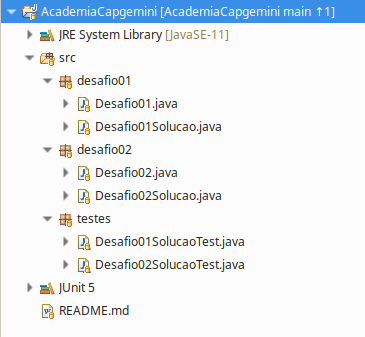 AcademiaCapgemini [AcademiaCapgemini main ↑1]
JRE System Library [JavaSE-11]
src
desafio01
Desafio01.java
Desafio01Solucao.java
desafio02
Desafio02.java
Desafio02Solucao.java
testes
Desafio01SolucaoTest.java
Desafio02SolucaoTest.java
JUnit 5
README.md